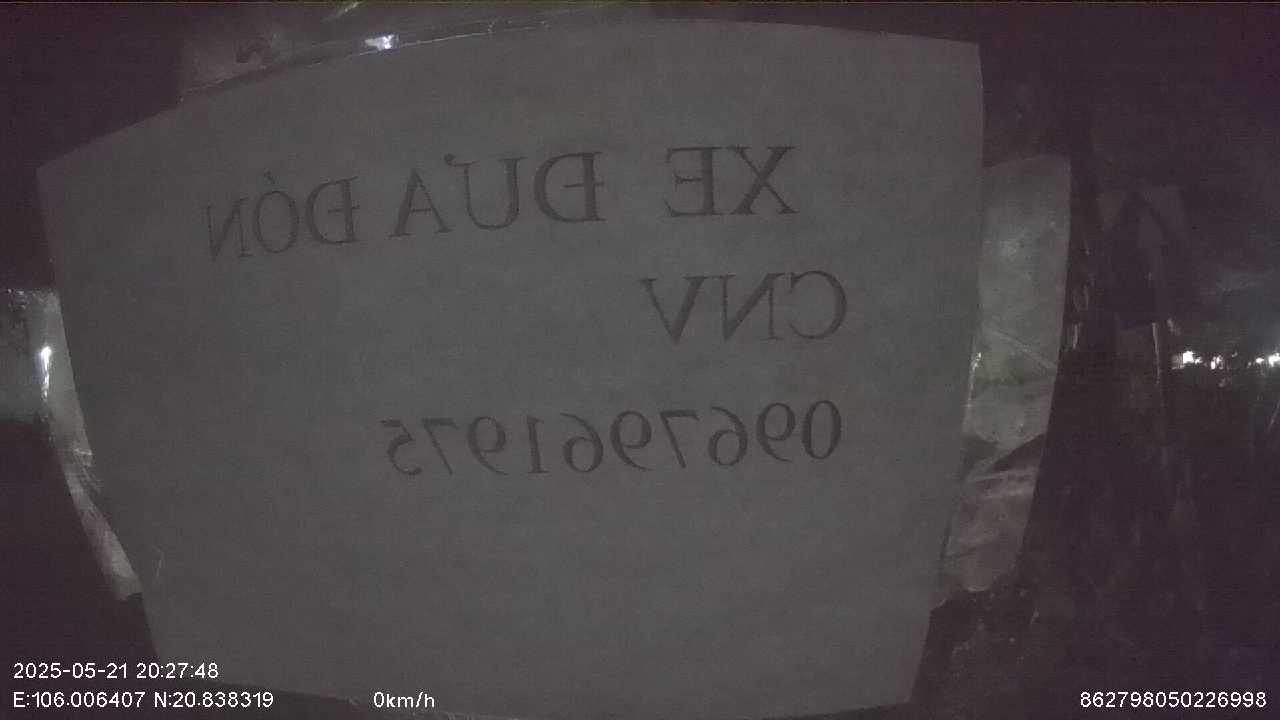 XE ĐƯA ĐÓN
CNV
0967961975
2025-05-21 20:27:48
E:106.006407 N:20.838319 0km/h 862798050226998